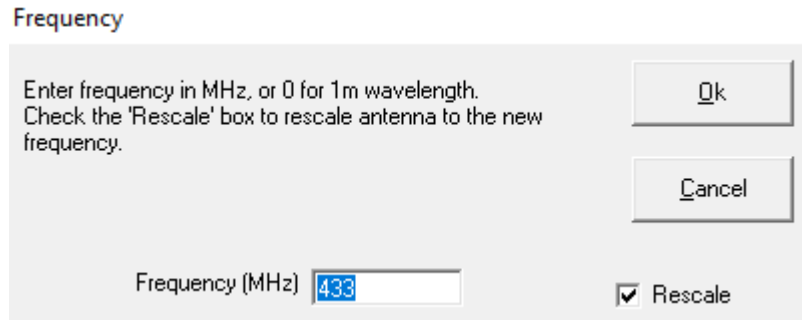 Frequency
Enter frequency in MHz, or 0 for 1m wavelength.
Check the 'Rescale' box to rescale antenna to the new
frequency.
Ok
Cancel
Frequency (MHz) 433
Rescale